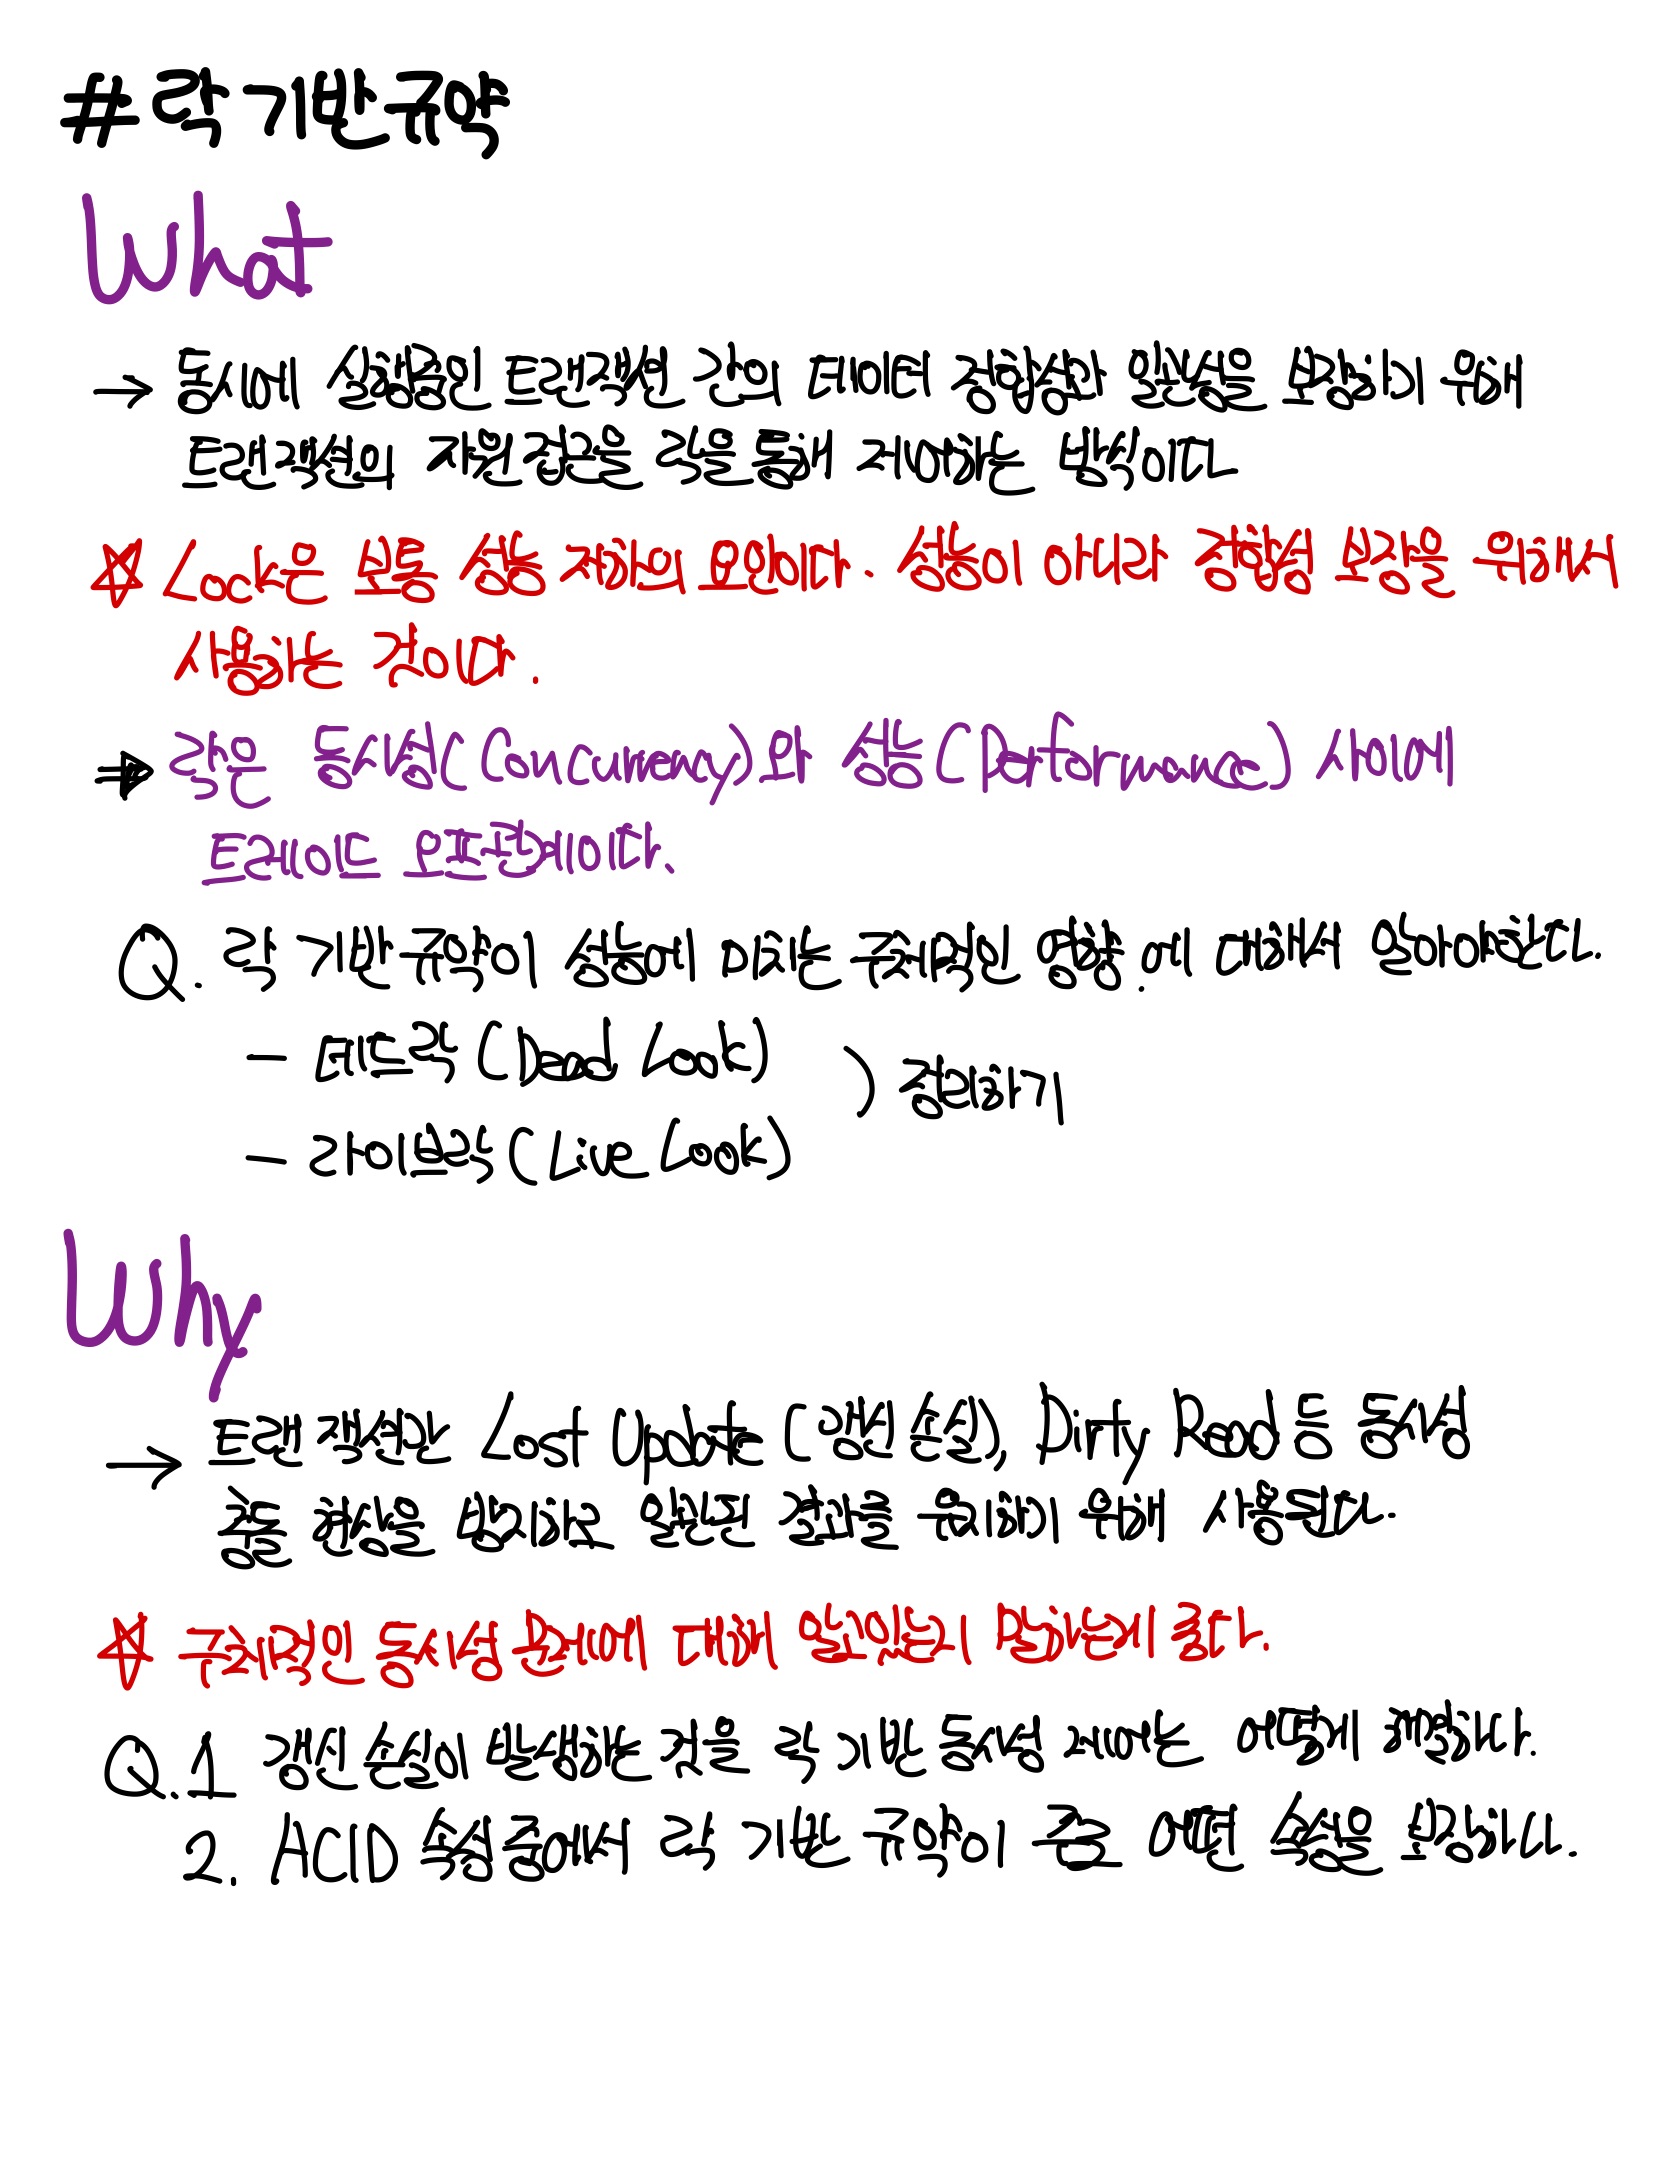 # 락 기반 규약
What
→ 동시에 실행중인 트랜잭션 간의 데이터 정합성과 일관성을 보장하기 위해
트랜잭션의 자원 접근을 락을 통해 제어하는 방식이다
☆ Lock은 보통 성능 저하의 요인이다. 성능이 아니라 정합성 보장을 위해서
사용하는 것이다.
⇒ 락은 동시성(Concurrency)와 성능(Performance) 사이에
트레이드 오프관계이다.
Q. 락 기반 규약이 성능에 미치는 구체적인 영향.에 대해서 알아야한다.
- 데드락 (Dead Lock)
) 정리하기
- 라이브락 (Live Lock)
Why
→ 트랜잭션간 Lost Update (갱신 손실), Dirty Read 등 동시성
충돌 현상을 방지하고 일관된 결과를 유지하기 위해 사용된다.
☆ 구체적인 동시성 문제에 대해 알고있는지 말하는게 좋다.
Q.1 갱신 손실이 발생하는 것을 락 기반 동시성 제어는 어떻게 해결하나.
2. ACID 속성 중에서 락 기반 규약이 주로 어떤 속성을 보장하나.